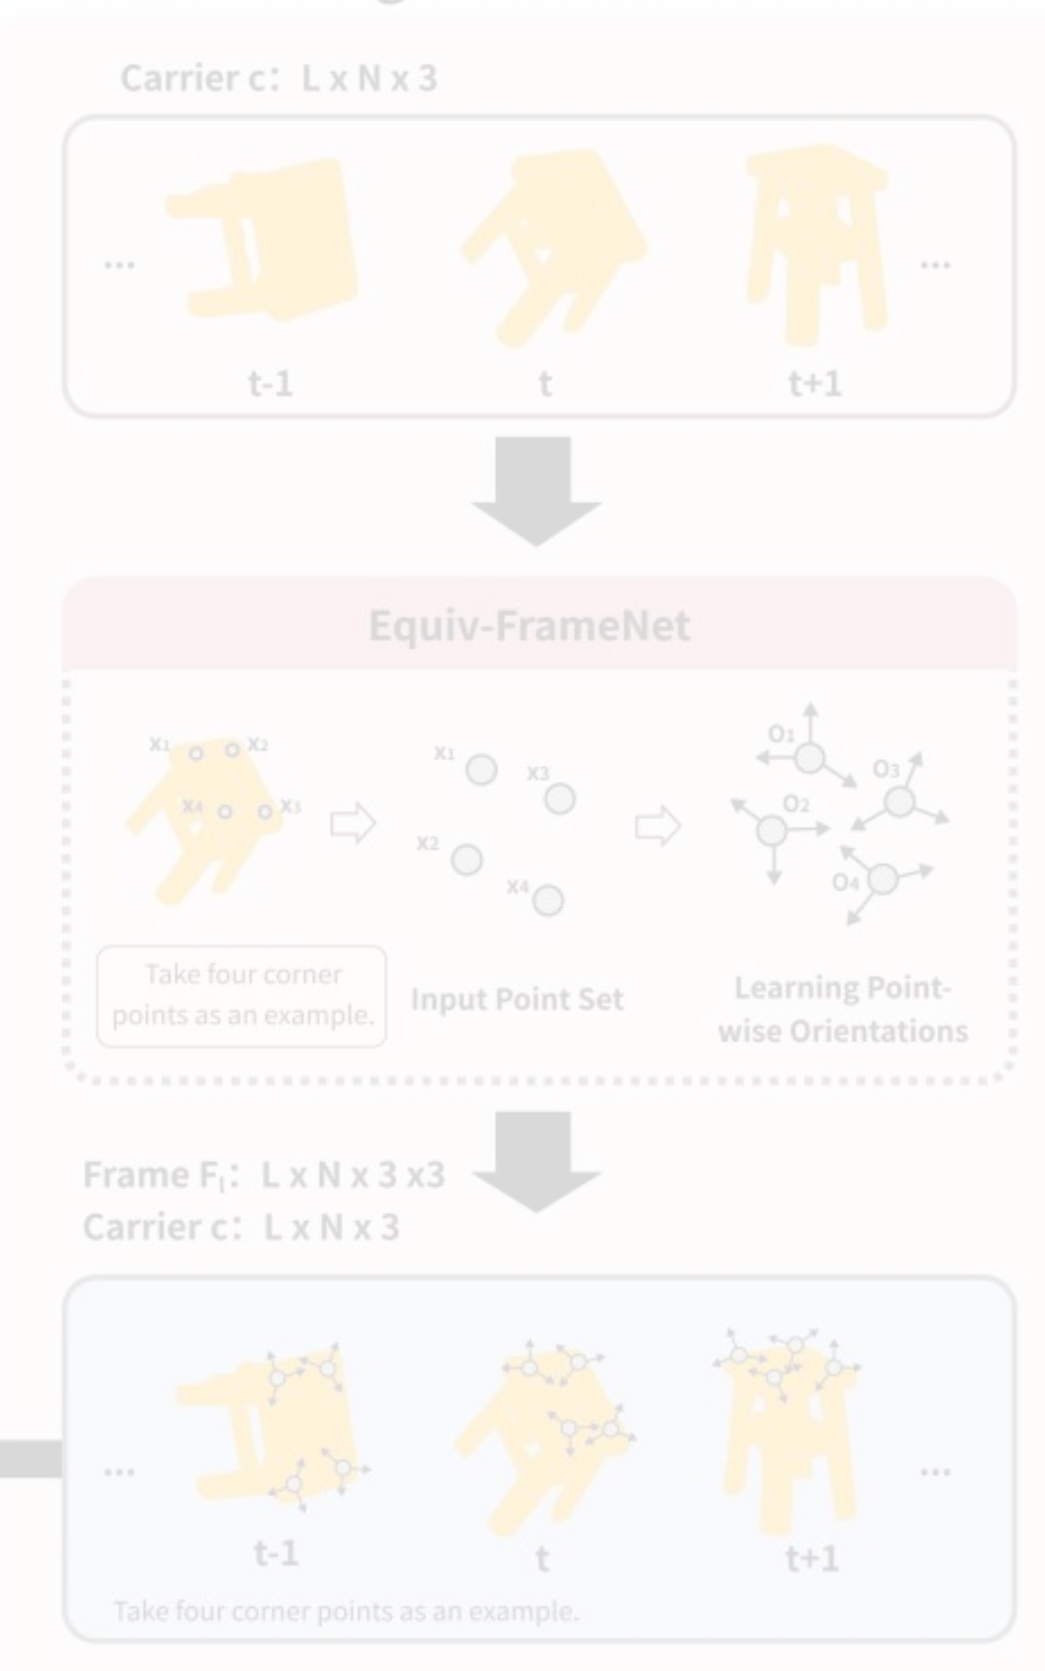 Carrier c: L x N x 3
... ...
t-1 t t+1
Equiv-FrameNet
x1 x2 x4 x3
x1 x3 x2 x4
O1 O3 O2 O4
Take four corner
points as an example.
Input Point Set
Learning Point-
wise Orientations
Frame Fₗ: L x N x 3 x3
Carrier c: L x N x 3
... ...
t-1 t t+1
Take four corner points as an example.